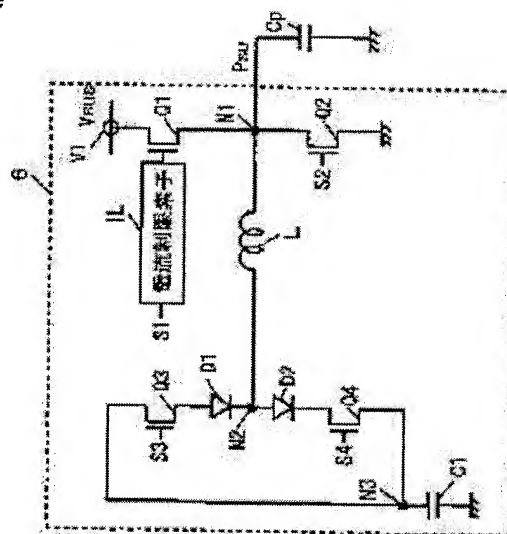 6
V1
VSUS
Q1
IL
電流制限素子
S1
N1
PSU
Cp
Q2
S2
L
Q3
S3
D1
N2
D2
Q4
S4
N3
C1